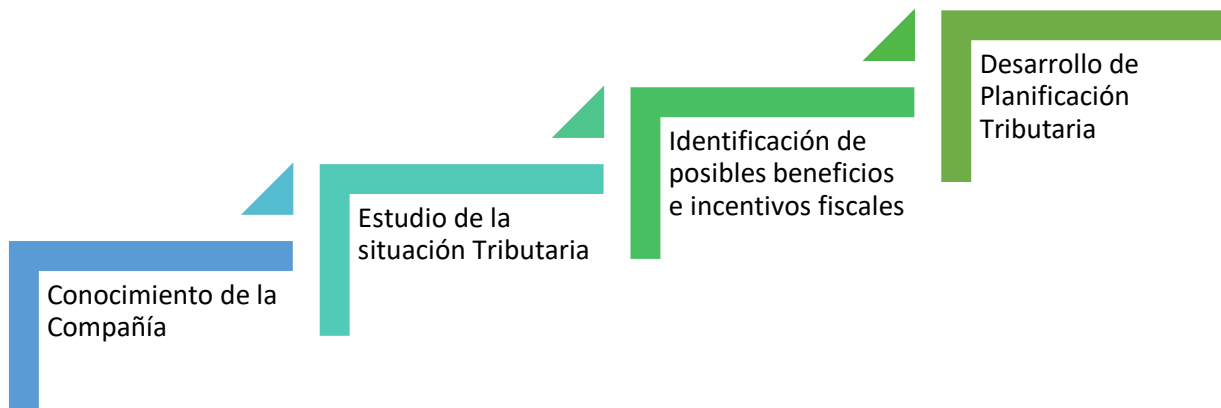 Conocimiento de la
Compañía
Estudio de la
situación Tributaria
Identificación de
posibles beneficios
e incentivos fiscales
Desarrollo de
Planificación
Tributaria